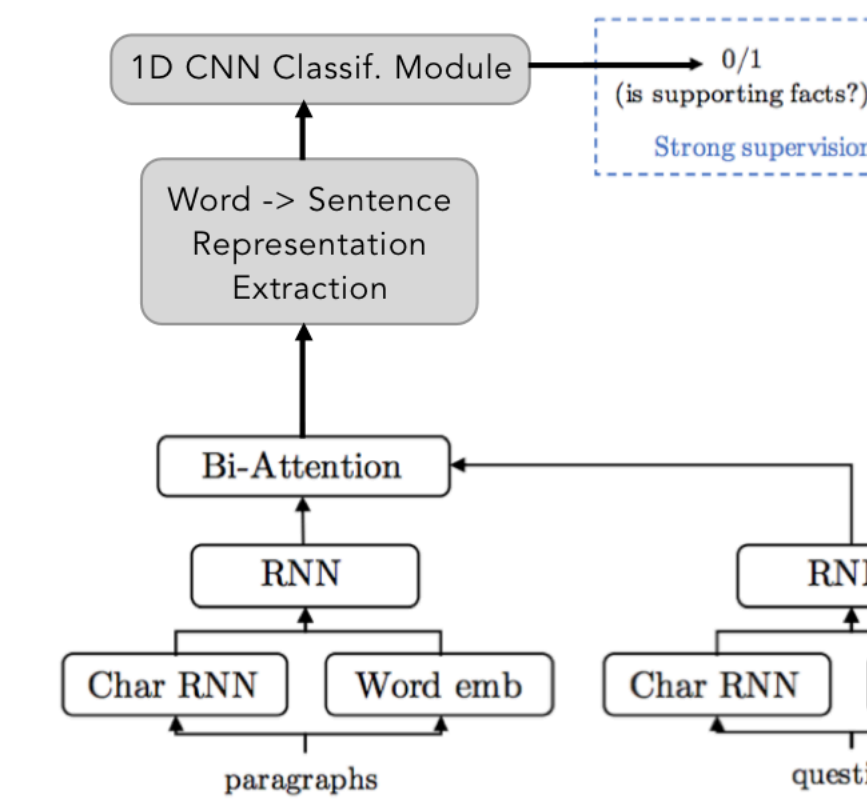 1D CNN Classif. Module
0/1
(is supporting facts?)
Strong supervision
Word -> Sentence
Representation
Extraction
Bi-Attention
RNN
Char RNN
Word emb
Char RNN
paragraphs